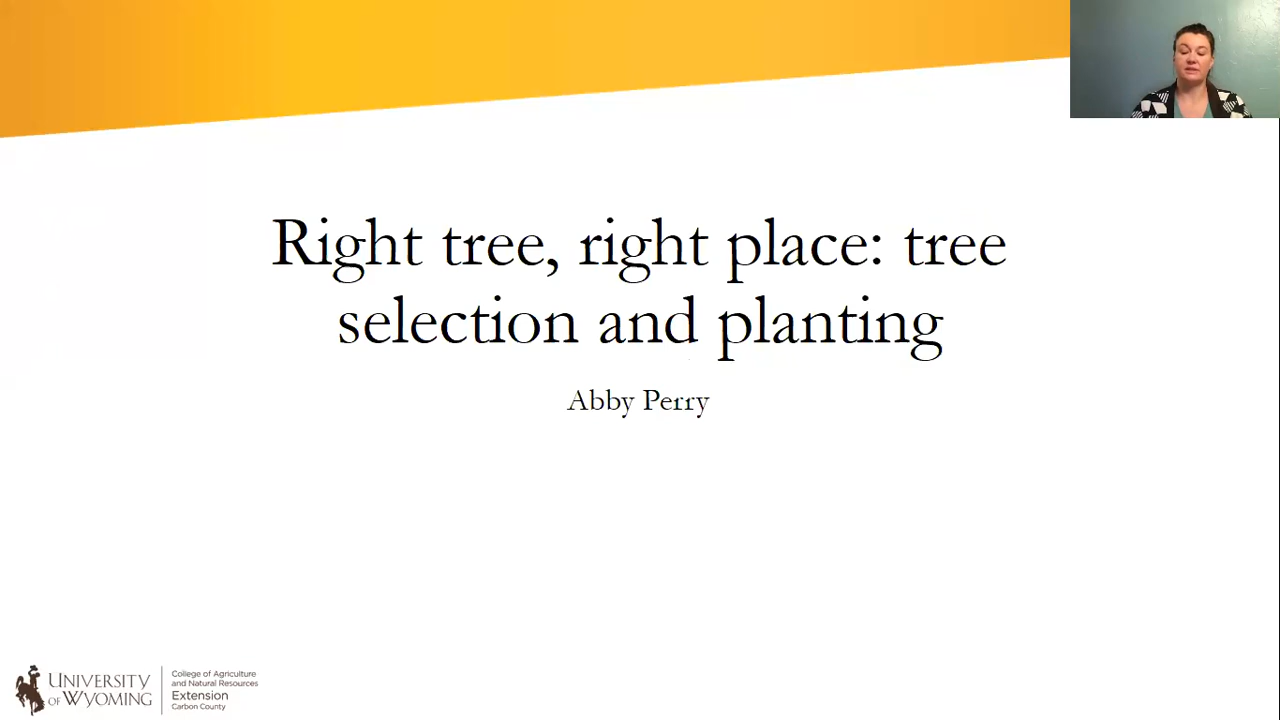 Right tree, right place: tree
selection and planting
Abby Perry
UNIVERSITY
OF WYOMING
College of Agriculture
and Natural Resources
Extension
Carbon County